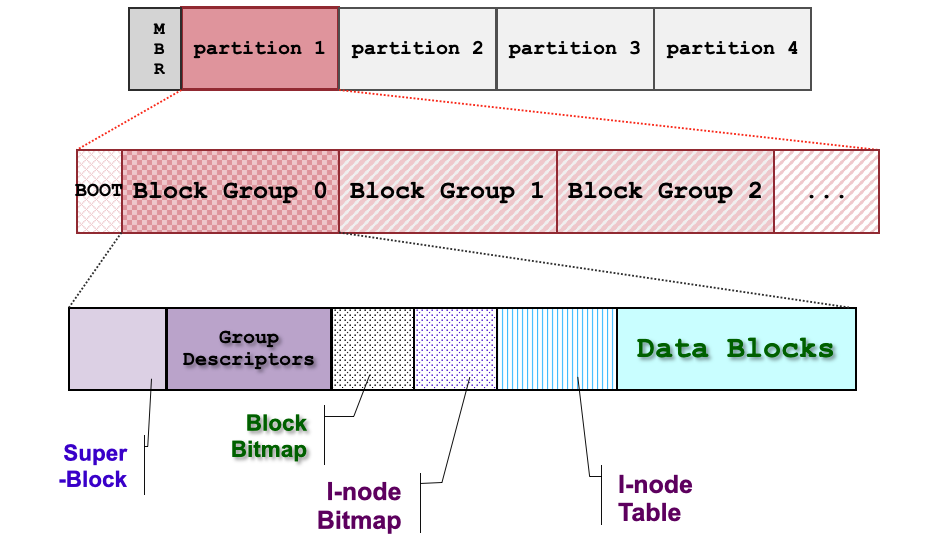 M
B
R
partition 1
partition 2
partition 3
partition 4
BOOT
Block Group 0
Block Group 1
Block Group 2
...
Group
Descriptors
Data Blocks
Super
-Block
Block
Bitmap
I-node
Bitmap
I-node
Table